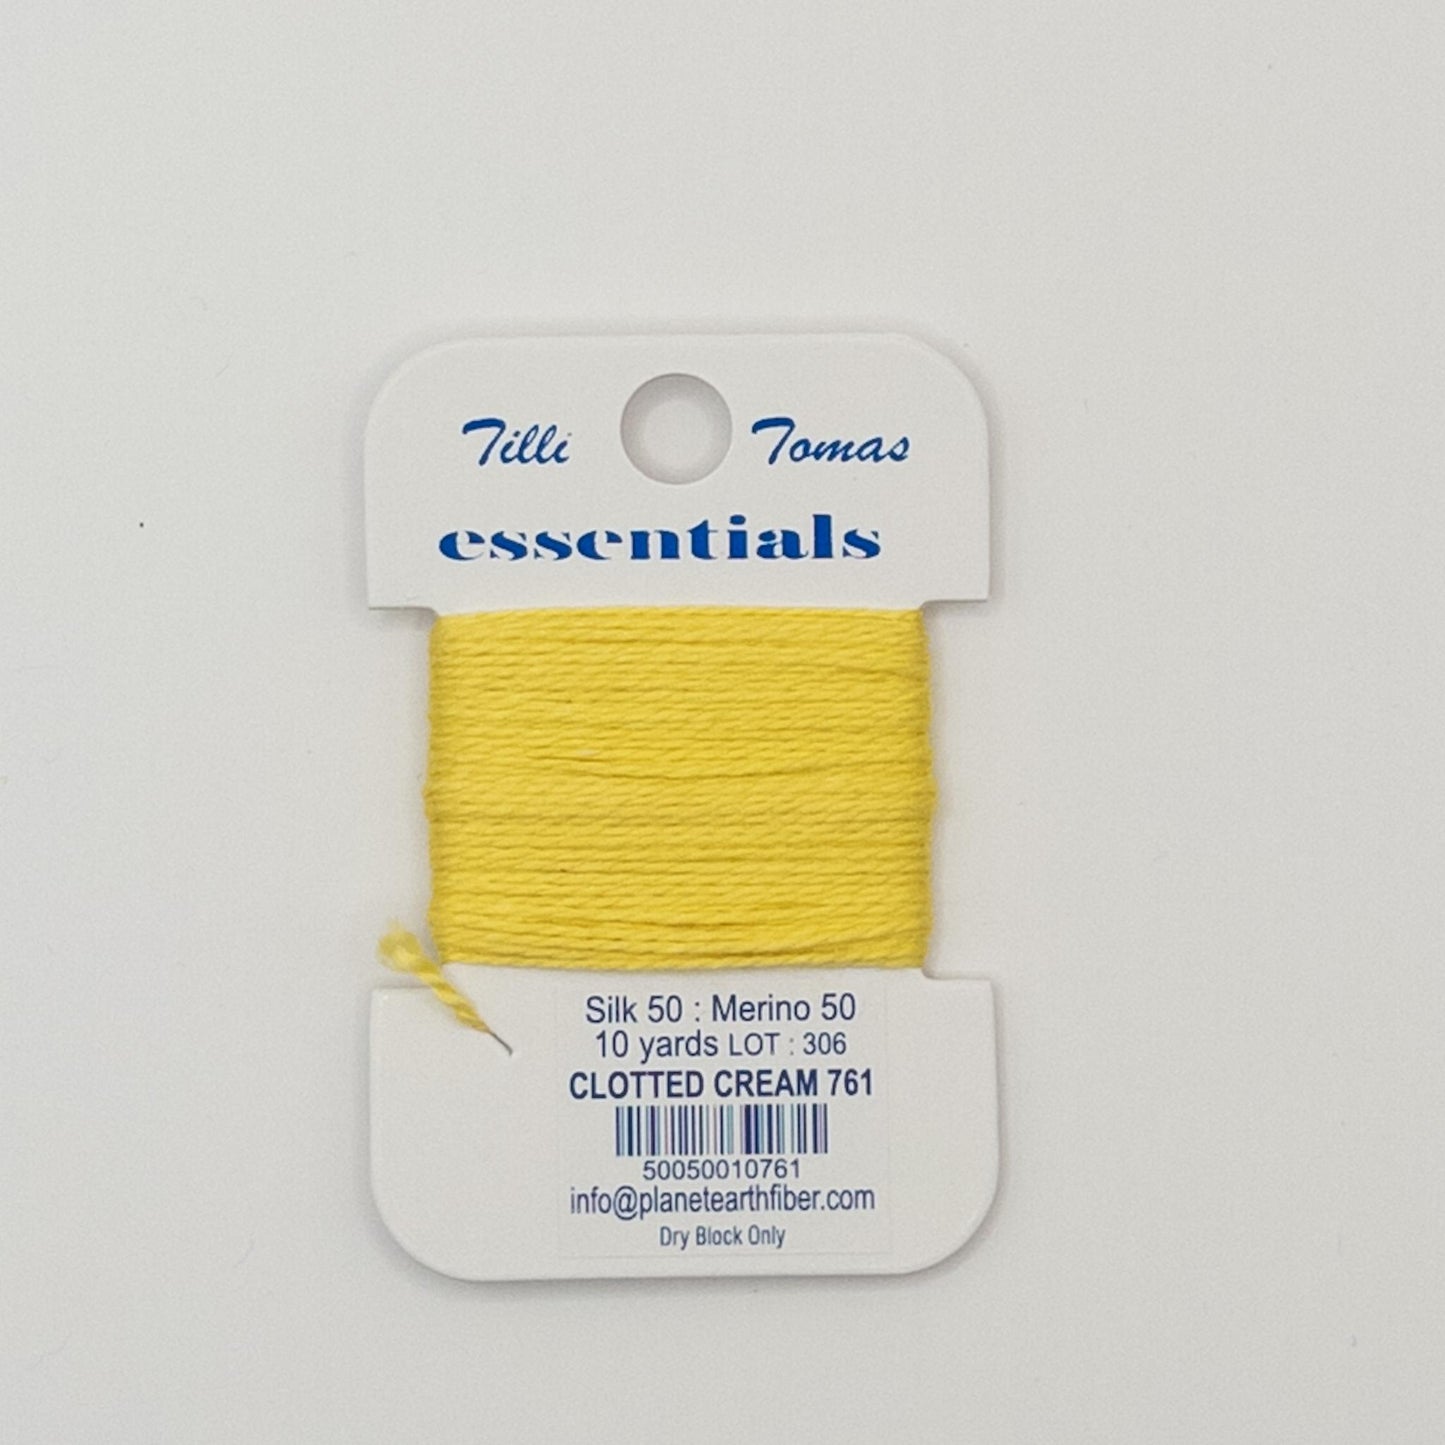 Tilli Tomas
essentials
Silk 50 : Merino 50
10 yards LOT : 306
CLOTTED CREAM 761
50050010761
info@planetearthfiber.com
Dry Block Only